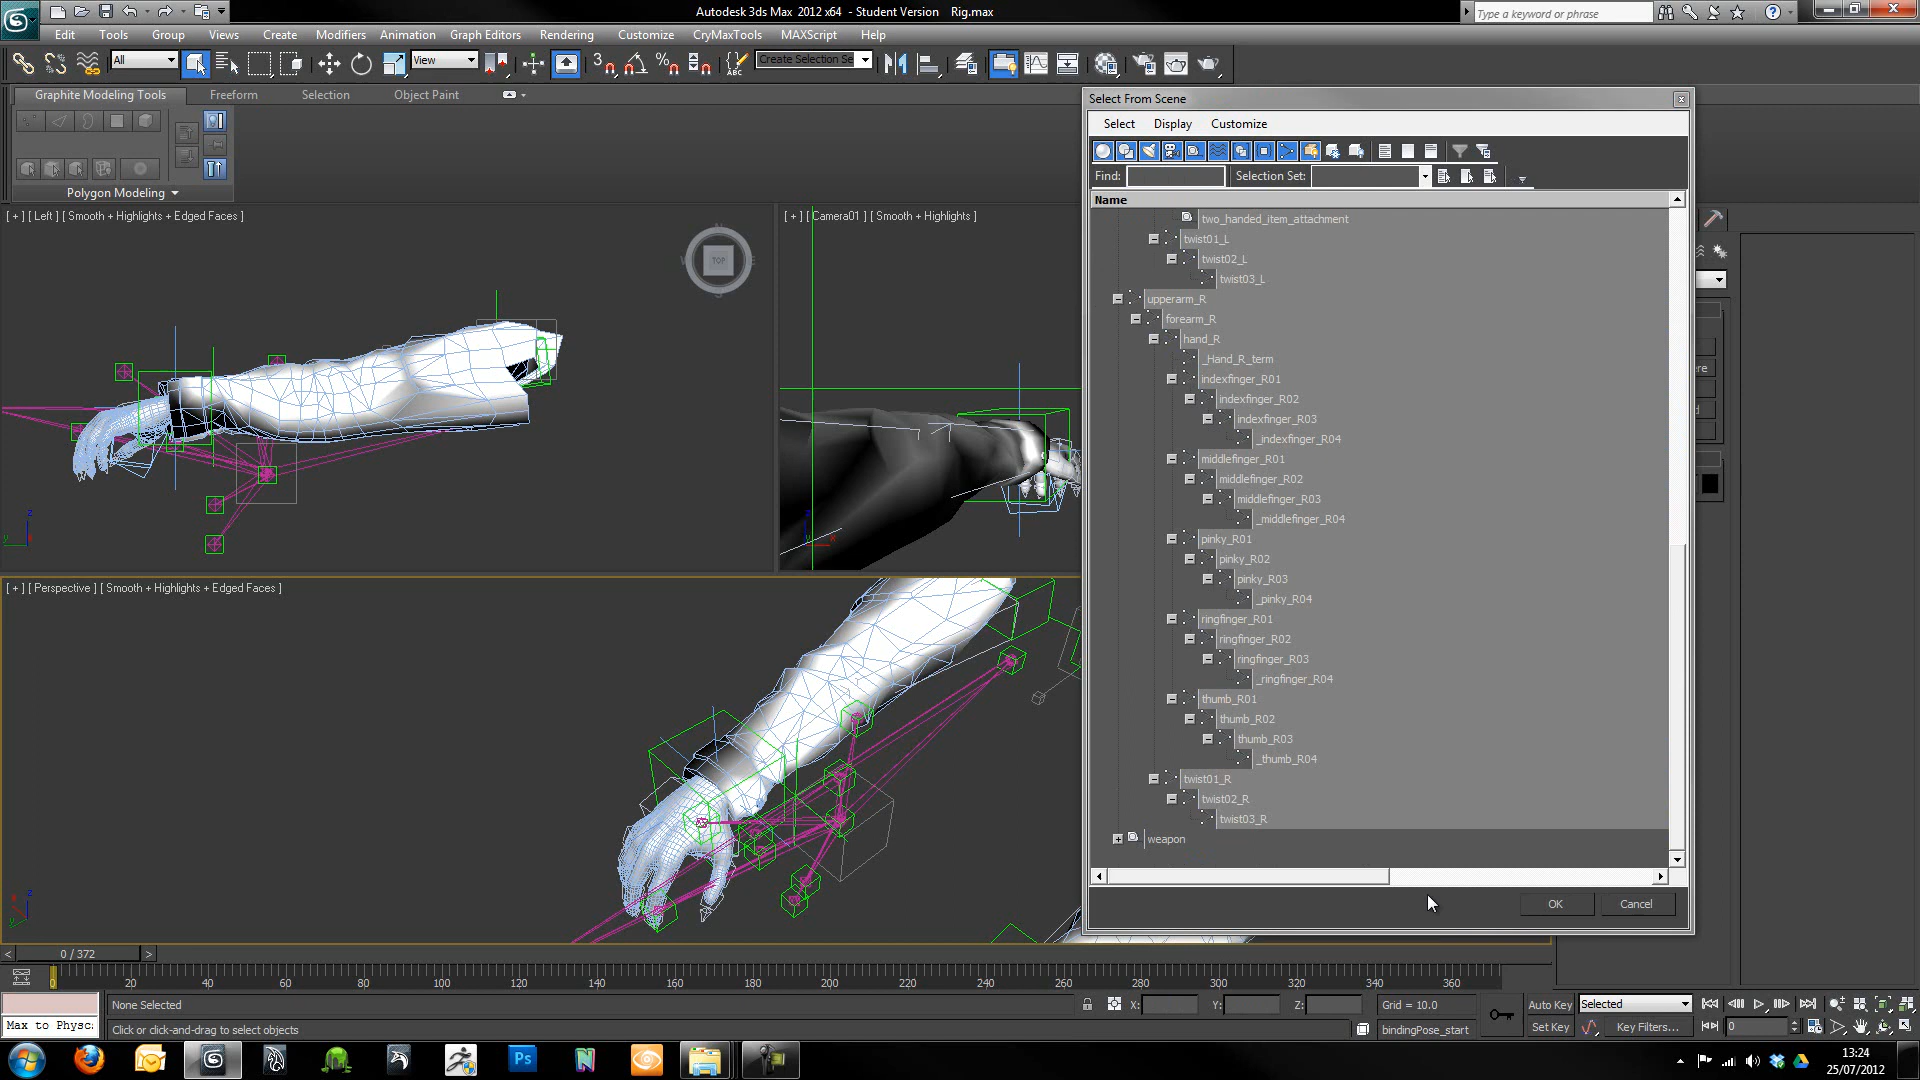 Autodesk 3ds Max 2012 x64 - Student Version Rig.max
Type a keyword or phrase
Edit Tools Group Views Create Modifiers Animation Graph Editors Rendering Customize CryMaxTools MAXScript Help
All
View
3
Create Selection Se
Graphite Modeling Tools Freeform Selection Object Paint
Polygon Modeling
[ + ] [ Left ] [ Smooth + Highlights + Edged Faces ]
TOP
[ + ] [ Camera01 ] [ Smooth + Highlights ]
[ + ] [ Perspective ] [ Smooth + Highlights + Edged Faces ]
Select From Scene
Select Display Customize
Find: Selection Set:
Name
two_handed_item_attachment
twist01_L
twist02_L
twist03_L
upperarm_R
forearm_R
hand_R
_Hand_R_term
indexfinger_R01
indexfinger_R02
indexfinger_R03
_indexfinger_R04
middlefinger_R01
middlefinger_R02
middlefinger_R03
_middlefinger_R04
pinky_R01
pinky_R02
pinky_R03
_pinky_R04
ringfinger_R01
ringfinger_R02
ringfinger_R03
_ringfinger_R04
thumb_R01
thumb_R02
thumb_R03
_thumb_R04
twist01_R
twist02_R
twist03_R
weapon
OK Cancel
0 / 372
0 20 40 60 80 100 120 140 160 180 200 220 240 260 280 300 320 340 360
None Selected
X: Y: Z: Grid = 10.0
Auto Key Selected
Max to Physc:
Click or click-and-drag to select objects
bindingPose_start
Set Key Key Filters... 0
Ps
13:24
25/07/2012